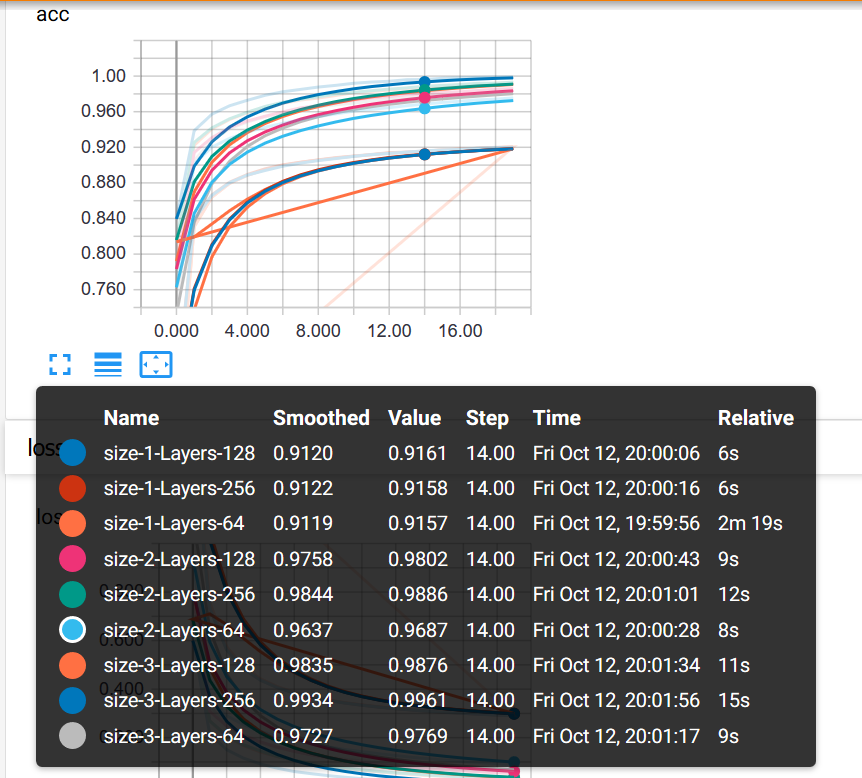 acc
1.00
0.960
0.920
0.880
0.840
0.800
0.760
0.000 4.000 8.000 12.00 16.00
Name Smoothed Value Step Time Relative
loss
size-1-Layers-128 0.9120 0.9161 14.00 Fri Oct 12, 20:00:06 6s
size-1-Layers-256 0.9122 0.9158 14.00 Fri Oct 12, 20:00:16 6s
los
size-1-Layers-64 0.9119 0.9157 14.00 Fri Oct 12, 19:59:56 2m 19s
size-2-Layers-128 0.9758 0.9802 14.00 Fri Oct 12, 20:00:43 9s
size-2-Layers-256 0.9844 0.9886 14.00 Fri Oct 12, 20:01:01 12s
size-2-Layers-64 0.9637 0.9687 14.00 Fri Oct 12, 20:00:28 8s
0.600
size-3-Layers-128 0.9835 0.9876 14.00 Fri Oct 12, 20:01:34 11s
0.400
size-3-Layers-256 0.9934 0.9961 14.00 Fri Oct 12, 20:01:56 15s
size-3-Layers-64 0.9727 0.9769 14.00 Fri Oct 12, 20:01:17 9s